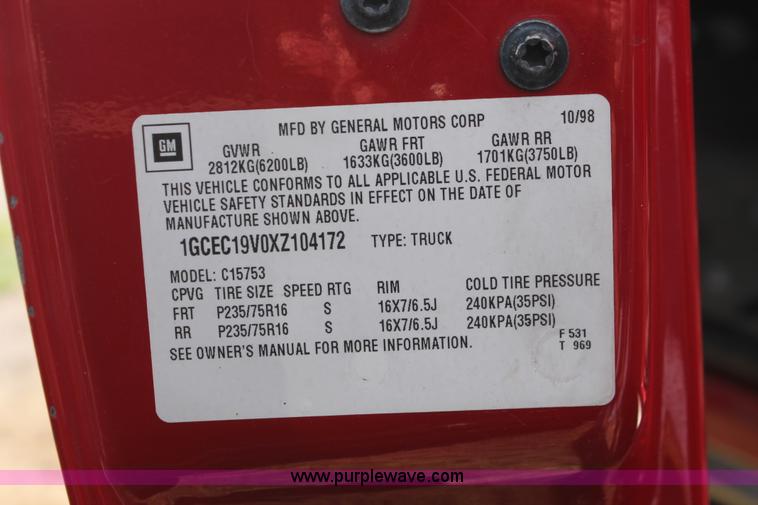 MFD BY GENERAL MOTORS CORP 10/98
GM
GVWR GAWR FRT GAWR RR
2812KG(6200LB) 1633KG(3600LB) 1701KG(3750LB)
THIS VEHICLE CONFORMS TO ALL APPLICABLE U.S. FEDERAL MOTOR
VEHICLE SAFETY STANDARDS IN EFFECT ON THE DATE OF
MANUFACTURE SHOWN ABOVE.
1GCEC19V0XZ104172 TYPE: TRUCK
MODEL: C15753
CPVG TIRE SIZE SPEED RTG RIM COLD TIRE PRESSURE
FRT P235/75R16 S 16X7/6.5J 240KPA(35PSI)
RR P235/75R16 S 16X7/6.5J 240KPA(35PSI)
SEE OWNER'S MANUAL FOR MORE INFORMATION.
F 531
T 969
www.purplewave.com